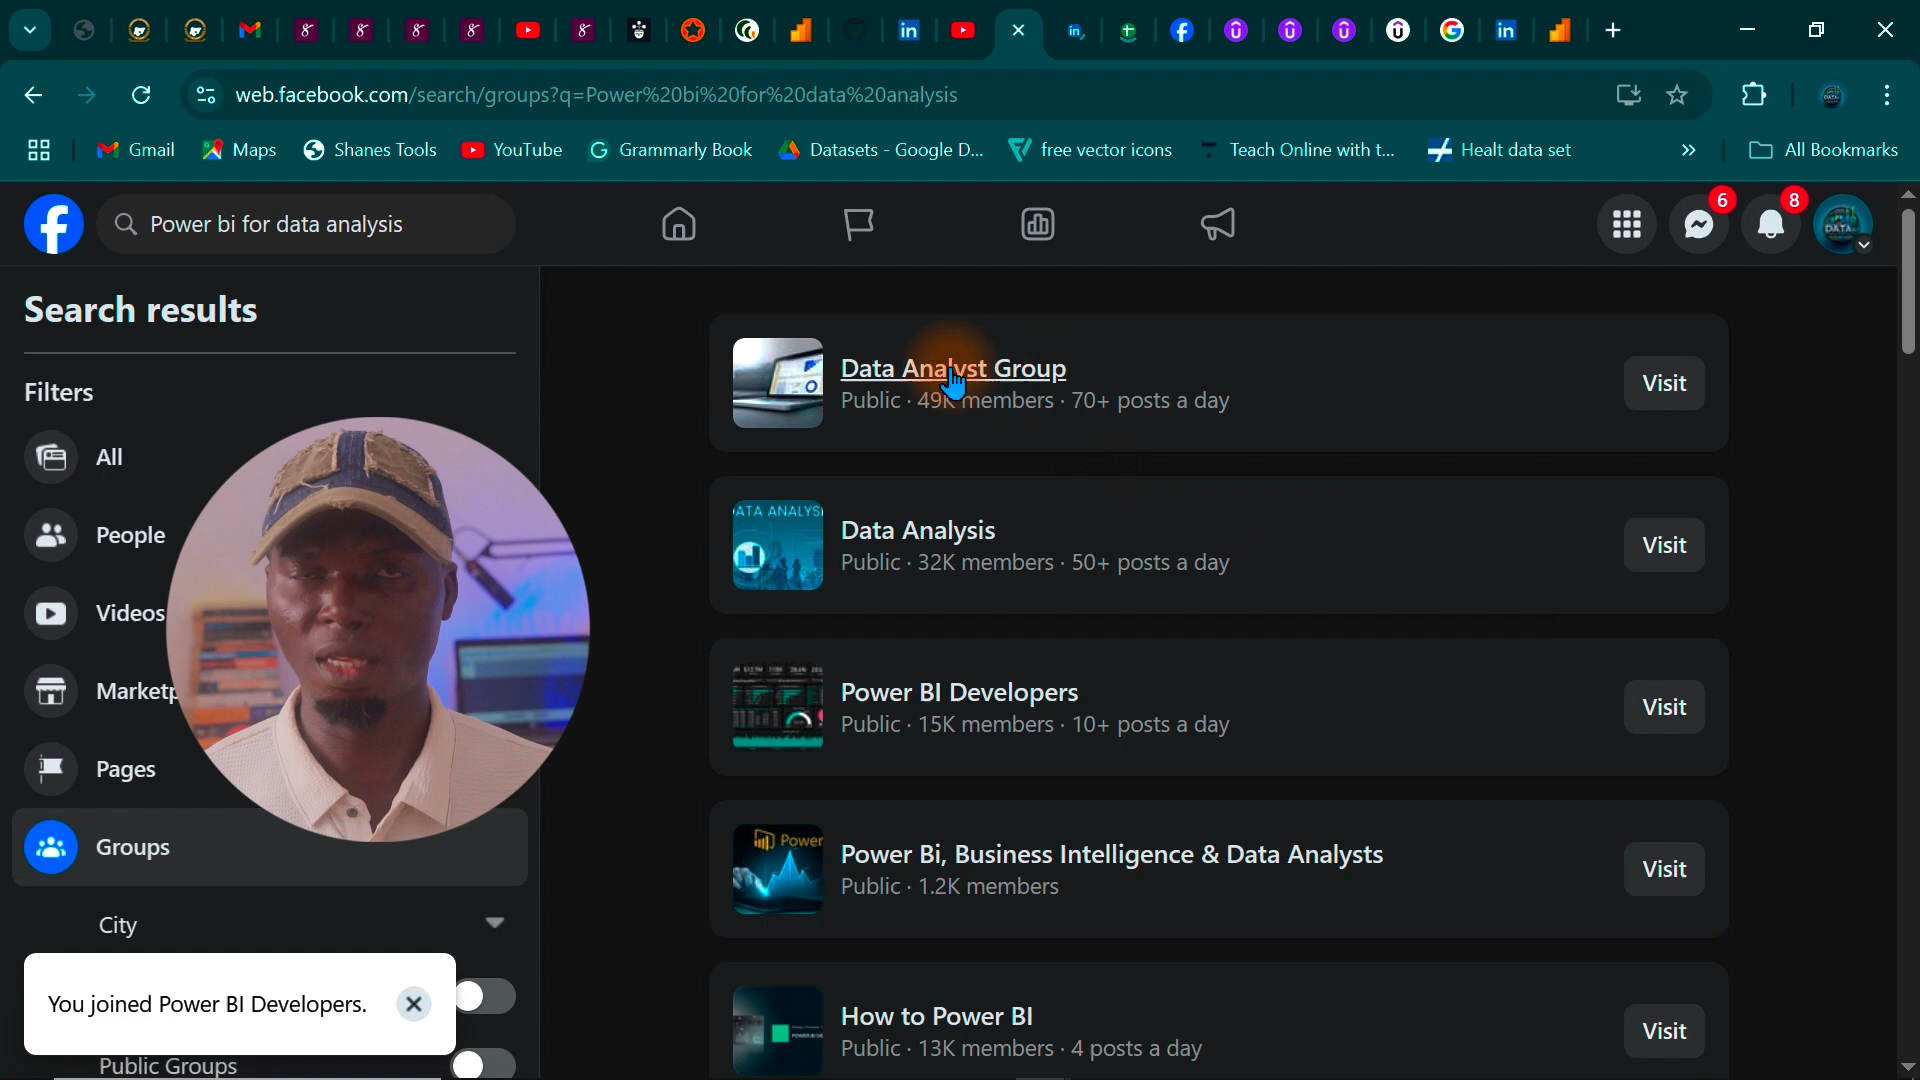 web.facebook.com/search/groups?q=Power%20bi%20for%20data%20analysis
Gmail
Maps
Shanes Tools
YouTube
Grammarly Book
Datasets - Google D...
free vector icons
Teach Online with t...
Healt data set
All Bookmarks
Power bi for data analysis
6
8
DATA
Search results
Filters
All
People
Videos
Marketp
Pages
Groups
City
You joined Power BI Developers.
Public Groups
Data Analyst Group
Public · 49K members · 70+ posts a day
Visit
ATA ANALYS
Data Analysis
Public · 32K members · 50+ posts a day
Visit
Power BI Developers
Public · 15K members · 10+ posts a day
Visit
Power
Power Bi, Business Intelligence & Data Analysts
Public · 1.2K members
Visit
How to Power BI
Public · 13K members · 4 posts a day
Visit